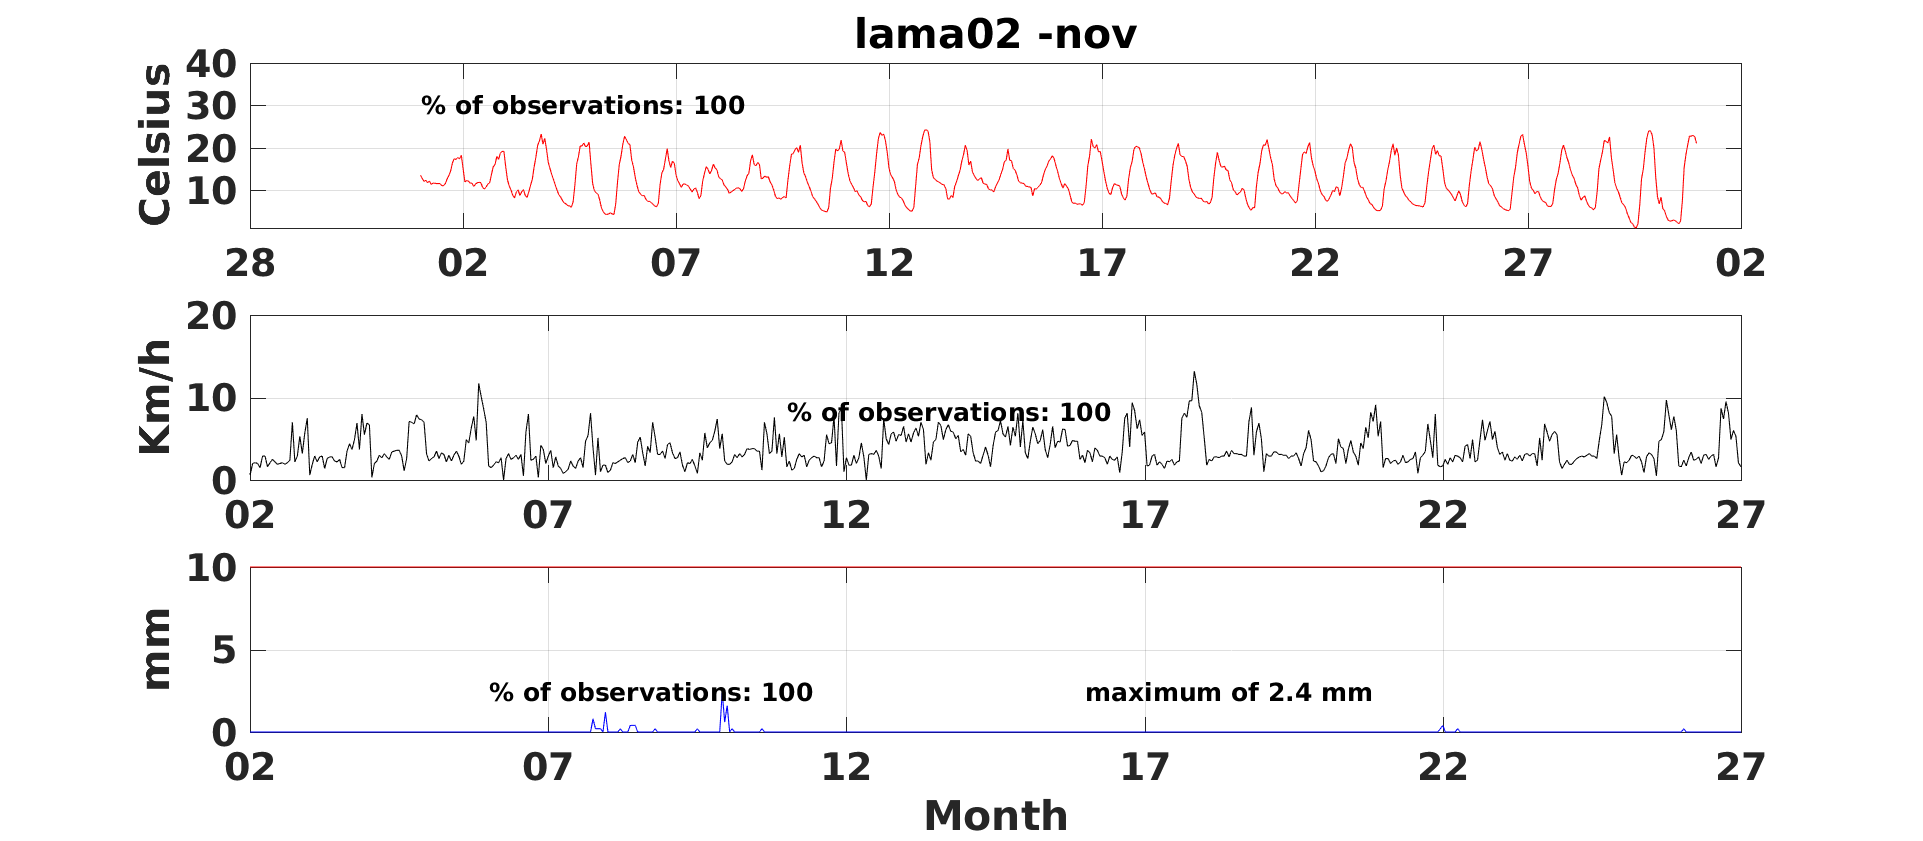 lama02 -nov
Celsius
40
30
20
10
% of observations: 100
28 02 07 12 17 22 27 02
Km/h
20
10
0
% of observations: 100
02 07 12 17 22 27
mm
10
5
0
% of observations: 100 maximum of 2.4 mm
02 07 12 17 22 27
Month